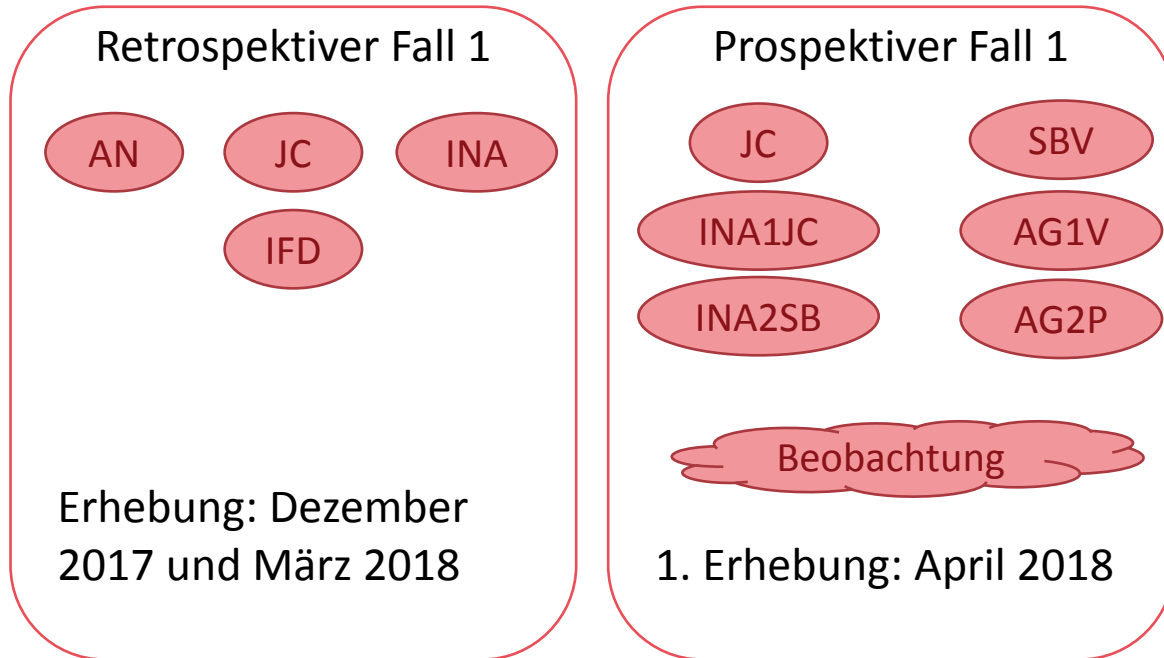 Retrospektiver Fall 1
AN
JC
INA
IFD
Erhebung: Dezember
2017 und März 2018
Prospektiver Fall 1
JC
SBV
INA1JC
AG1V
INA2SB
AG2P
Beobachtung
1. Erhebung: April 2018